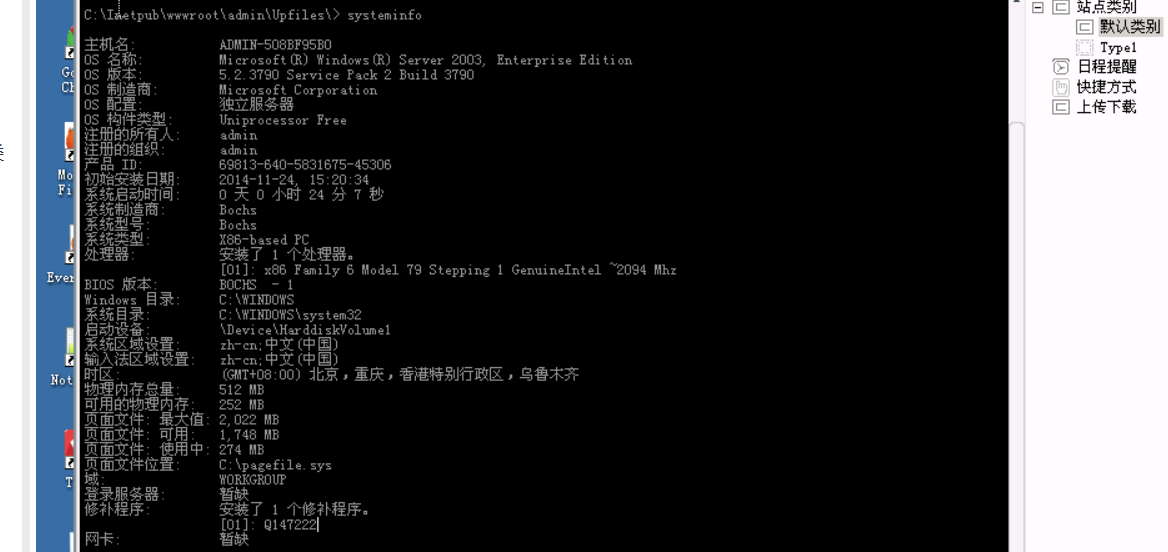 C:\Inetpub\wwwroot\admin\Upfiles\> systeminfo
主机名: ADMIN-508BF95B0
OS 名称: Microsoft(R) Windows(R) Server 2003, Enterprise Edition
OS 版本: 5.2.3790 Service Pack 2 Build 3790
OS 制造商: Microsoft Corporation
OS 配置: 独立服务器
OS 构件类型: Uniprocessor Free
注册的所有人: admin
注册的组织: admin
产品 ID: 69813-640-5831675-45306
初始安装日期: 2014-11-24, 15:20:34
系统启动时间: 0 天 0 小时 24 分 7 秒
系统制造商: Bochs
系统型号: Bochs
系统类型: X86-based PC
处理器: 安装了 1 个处理器。
[01]: x86 Family 6 Model 79 Stepping 1 GenuineIntel ~2094 Mhz
BIOS 版本: BOCHS - 1
Windows 目录: C:\WINDOWS
系统目录: C:\WINDOWS\system32
启动设备: \Device\HarddiskVolume1
系统区域设置: zh-cn;中文(中国)
输入法区域设置: zh-cn;中文(中国)
时区: (GMT+08:00) 北京，重庆，香港特别行政区，乌鲁木齐
物理内存总量: 512 MB
可用的物理内存: 252 MB
页面文件: 最大值: 2,022 MB
页面文件: 可用: 1,748 MB
页面文件: 使用中: 274 MB
页面文件位置: C:\pagefile.sys
域: WORKGROUP
登录服务器: 暂缺
修补程序: 安装了 1 个修补程序。
[01]: Q147222
网卡: 暂缺
Go
Ch
Mo
Fi
Ever
Not
T
站点类别
默认类别
Type1
日程提醒
快捷方式
上传下载